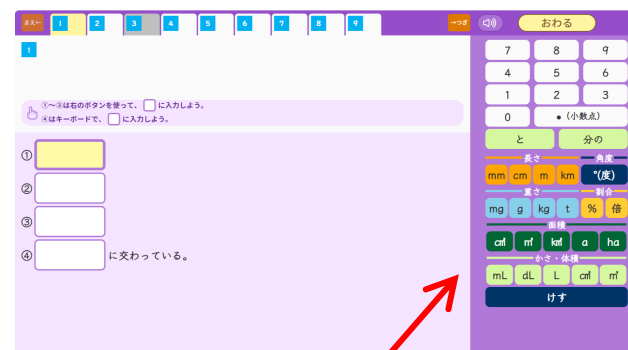 まえ← 1 2 3 4 5 6 7 8 9 →つぎ おわる
1
①～③は右のボタンを使って、 に入力しよう。
④はキーボードで、 に入力しよう。
①
②
③
④ に交わっている。
7 8 9
4 5 6
1 2 3
0 ●(小数点)
と 分の
長さ 角度
mm cm m km °(度)
重さ 割合
mg g kg t % 倍
面積
cm² m² km² a ha
かさ・体積
mL dL L cm³ m³
けす